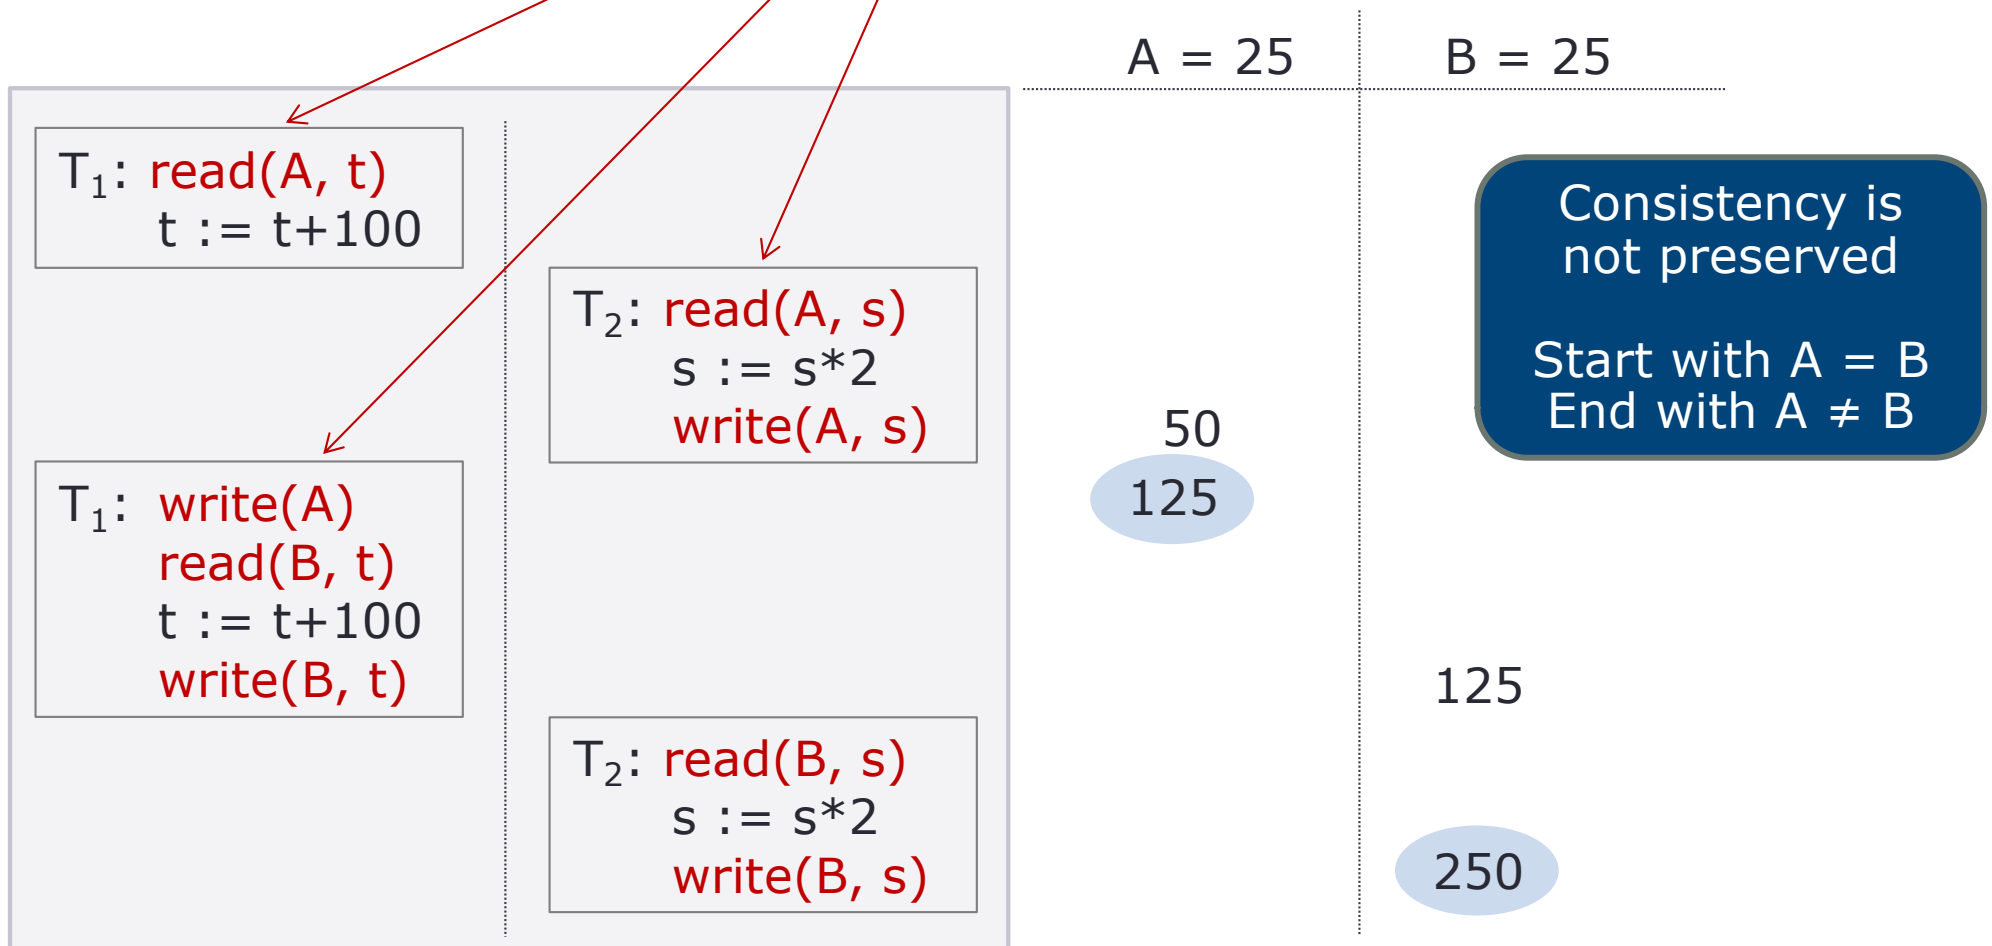 A = 25
B = 25
T₁: read(A, t)
t := t+100
T₂: read(A, s)
s := s*2
write(A, s)
50
T₁: write(A)
read(B, t)
t := t+100
write(B, t)
125
125
T₂: read(B, s)
s := s*2
write(B, s)
250
Consistency is
not preserved
Start with A = B
End with A ≠ B